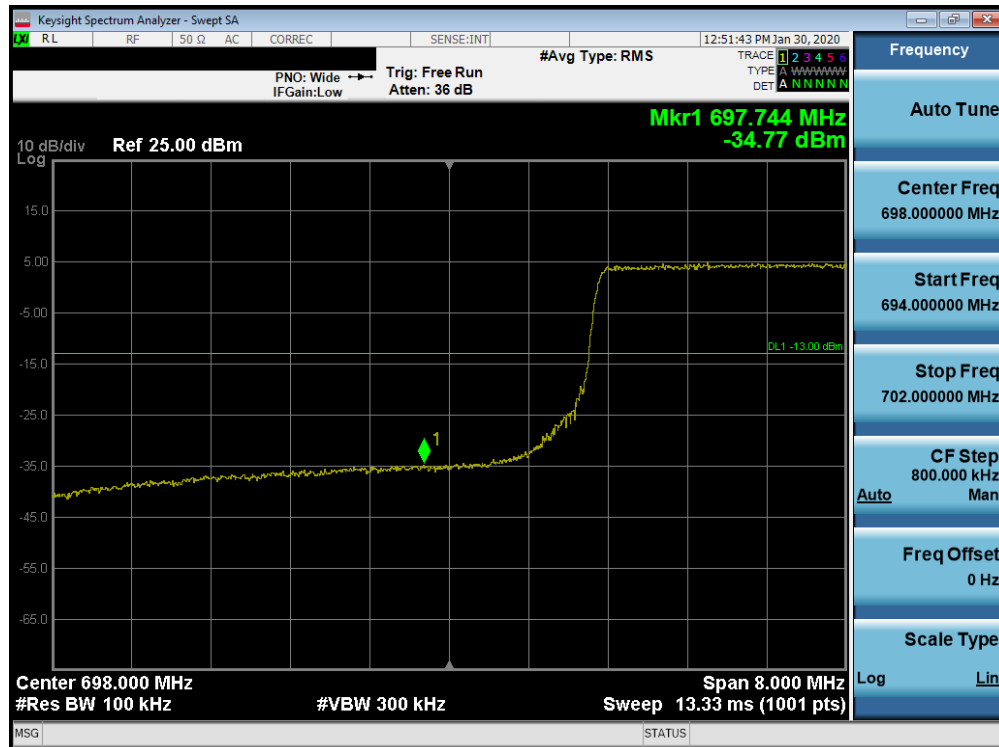 Keysight Spectrum Analyzer - Swept SA
LXI RL RF 50 Ω AC CORREC SENSE:INT 12:51:43 PM Jan 30, 2020
PNO: Wide
IFGain:Low
Trig: Free Run
Atten: 36 dB
#Avg Type: RMS
TRACE 1 2 3 4 5 6
TYPE A WWWWW
DET A N N N N N
Mkr1 697.744 MHz
-34.77 dBm
10 dB/div
Log
Ref 25.00 dBm
15.0
5.00
-5.00
-15.0
-25.0
-35.0
-45.0
-55.0
-65.0
DL1 -13.00 dBm
1
Center 698.000 MHz
Span 8.000 MHz
#Res BW 100 kHz
#VBW 300 kHz
Sweep 13.33 ms (1001 pts)
MSG
STATUS
Frequency
Auto Tune
Center Freq
698.000000 MHz
Start Freq
694.000000 MHz
Stop Freq
702.000000 MHz
CF Step
800.000 kHz
Auto Man
Freq Offset
0 Hz
Scale Type
Log Lin